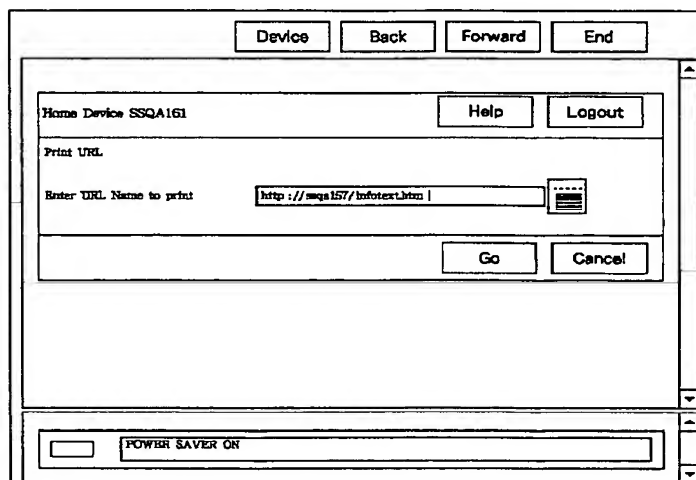 Device Back Forward End
Home Device SSQA161 Help Logout
Print URL
Enter URL Name to print http://ssqa157/infotext.htm
Go Cancel
POWER SAVER ON